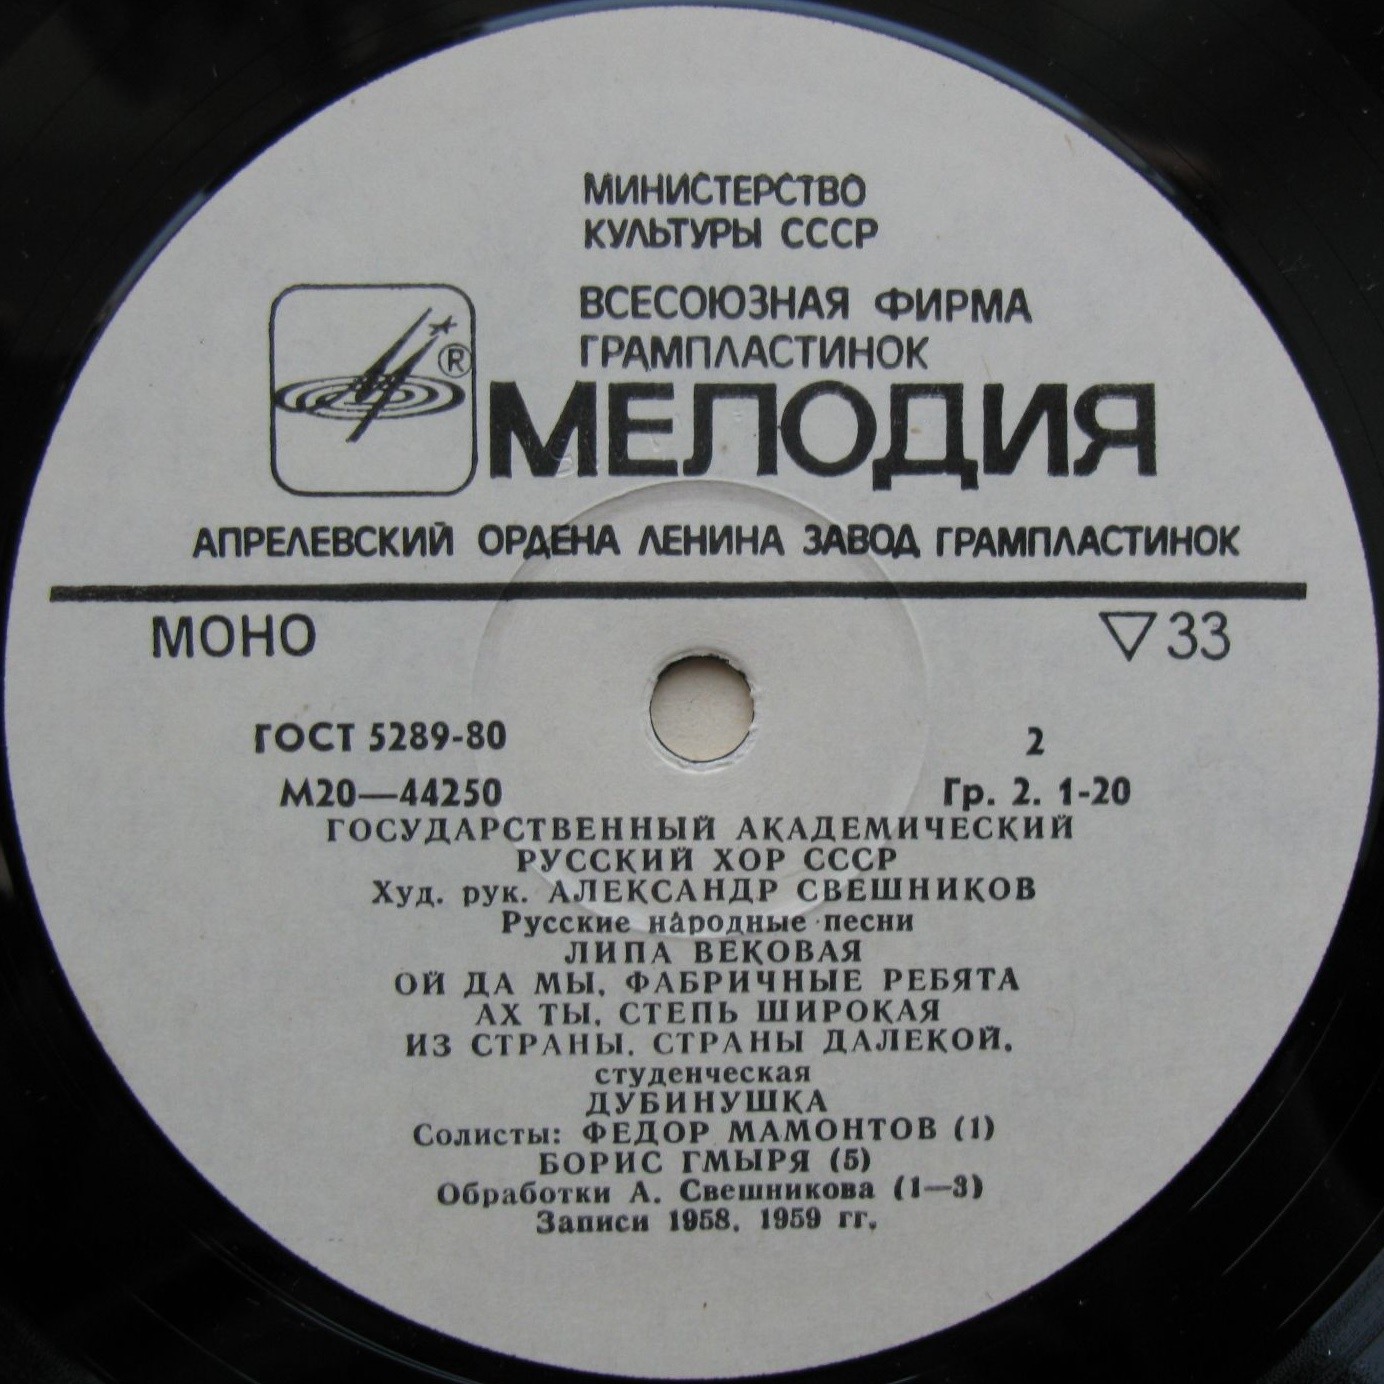 МИНИСТЕРСТВО
КУЛЬТУРЫ СССР
ВСЕСОЮЗНАЯ ФИРМА
ГРАМПЛАСТИНОК
®
МЕЛОДИЯ
АПРЕЛЕВСКИЙ ОРДЕНА ЛЕНИНА ЗАВОД ГРАМПЛАСТИНОК
МОНО ▽33
ГОСТ 5289-80 2
М20—44250 Гр. 2. 1-20
ГОСУДАРСТВЕННЫЙ АКАДЕМИЧЕСКИЙ
РУССКИЙ ХОР СССР
Худ. рук. АЛЕКСАНДР СВЕШНИКОВ
Русские народные песни
ЛИПА ВЕКОВАЯ
ОЙ ДА МЫ, ФАБРИЧНЫЕ РЕБЯТА
АХ ТЫ, СТЕПЬ ШИРОКАЯ
ИЗ СТРАНЫ, СТРАНЫ ДАЛЕКОЙ,
студенческая
ДУБИНУШКА
Солисты: ФЕДОР МАМОНТОВ (1)
БОРИС ГМЫРЯ (5)
Обработки А. Свешникова (1—3)
Записи 1958, 1959 гг.